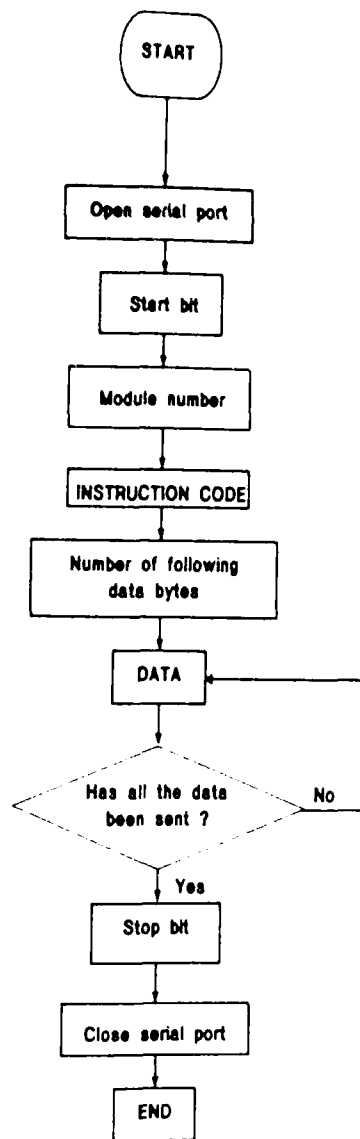 START
Open serial port
Start bit
Module number
INSTRUCTION CODE
Number of following
data bytes
DATA
Has all the data
been sent ?
No
Yes
Stop bit
Close serial port
END